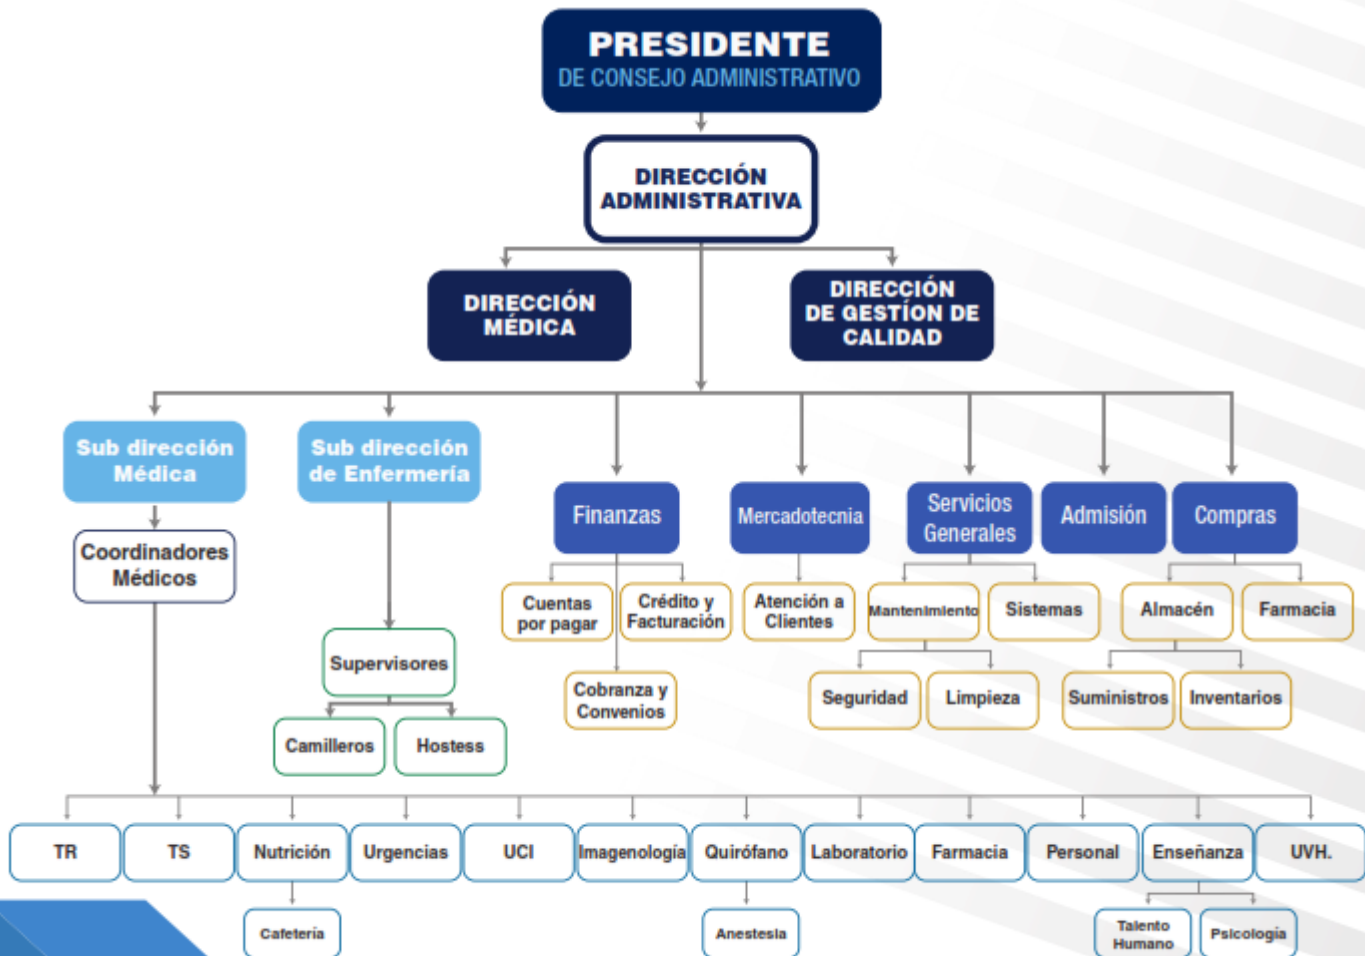 PRESIDENTE
DE CONSEJO ADMINISTRATIVO
DIRECCIÓN
ADMINISTRATIVA
DIRECCIÓN
MÉDICA
DIRECCIÓN
DE GESTÍON DE
CALIDAD
Sub dirección
Médica
Sub dirección
de Enfermería
Finanzas
Mercadotecnia
Servicios
Generales
Admisión
Compras
Coordinadores
Médicos
Cuentas
por pagar
Crédito y
Facturación
Atención a
Clientes
Mantenimiento
Sistemas
Almacén
Farmacia
Supervisores
Cobranza y
Convenios
Seguridad
Limpieza
Suministros
Inventarios
Camilleros
Hostess
TR
TS
Nutrición
Urgencias
UCI
Imagenología
Quirófano
Laboratorio
Farmacia
Personal
Enseñanza
UVH.
Cafetería
Anestesia
Talento
Humano
Psicología